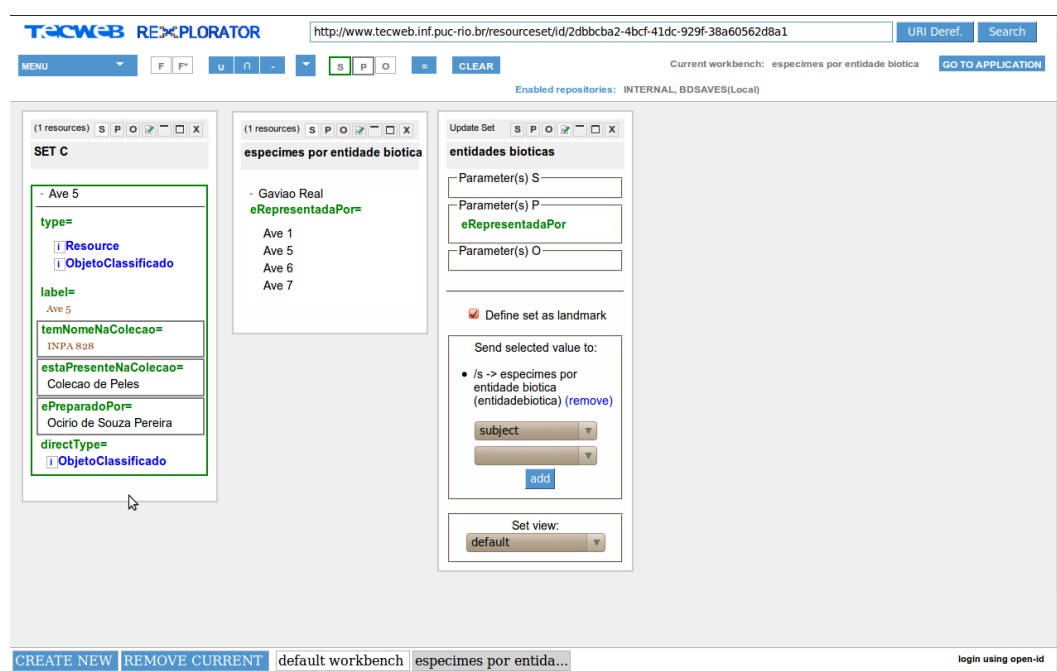 TECWEB REXPLORATOR http://www.tecweb.inf.puc-rio.br/resourceset/id/2dbbcba2-4bcf-41dc-929f-38a60562d8a1 URI Deref. Search
MENU F F* ∪ ∩ - S P O = CLEAR Current workbench: especimes por entidade biotica GO TO APPLICATION
Enabled repositories: INTERNAL, BDSAVES(Local)
(1 resources) S P O X
SET C
- Ave 5
type=
i Resource
i ObjetoClassificado
label=
Ave 5
temNomeNaColecao=
INPA 828
estaPresenteNaColecao=
Colecao de Peles
ePreparadoPor=
Ocirio de Souza Pereira
directType=
i ObjetoClassificado
(1 resources) S P O X
especimes por entidade biotica
- Gaviao Real
eRepresentadaPor=
Ave 1
Ave 5
Ave 6
Ave 7
Update Set S P O X
entidades bioticas
Parameter(s) S
Parameter(s) P
eRepresentadaPor
Parameter(s) O
Define set as landmark
Send selected value to:
• /s -> especimes por
entidade biotica
(entidadebiotica) (remove)
subject
add
Set view:
default
CREATE NEW REMOVE CURRENT default workbench especimes por entida... login using open-id